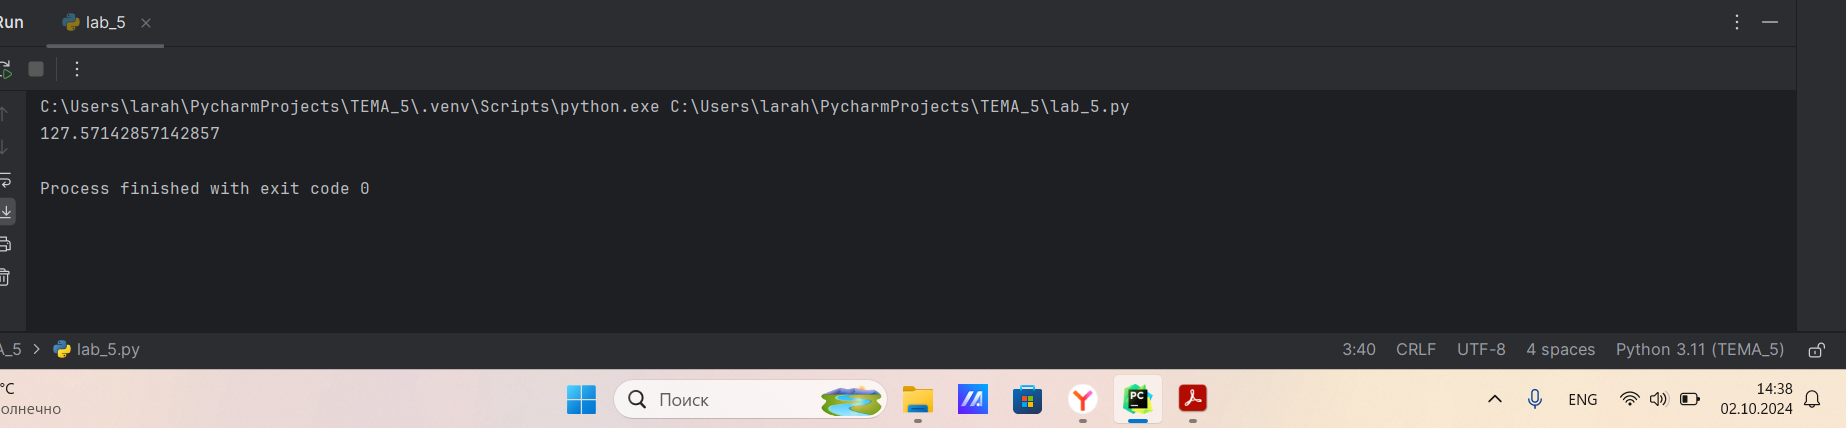 Run lab_5
C:\Users\larah\PycharmProjects\TEMA_5\.venv\Scripts\python.exe C:\Users\larah\PycharmProjects\TEMA_5\lab_5.py
127.57142857142857
Process finished with exit code 0
A_5 > lab_5.py 3:40 CRLF UTF-8 4 spaces Python 3.11 (TEMA_5)
°C
олнечно
Поиск
PC
ENG
14:38
02.10.2024